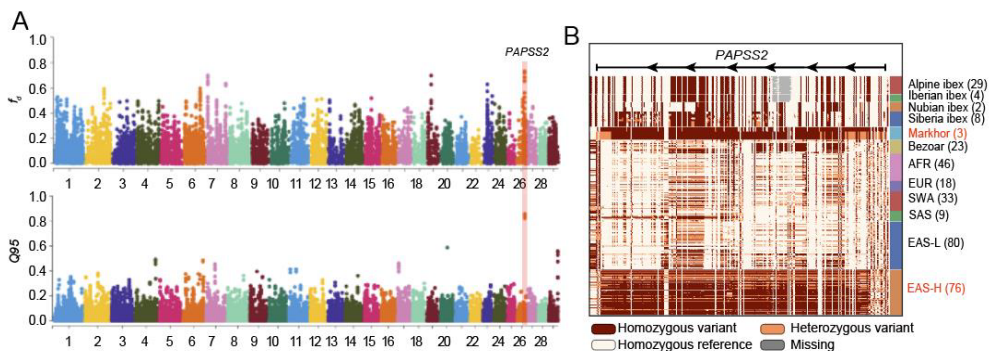 A
1.0
0.8
0.6
0.4
0.2
0.0
fd
PAPSS2
1 2 3 4 5 6 7 8 9 10 11 12 13 14 15 16 18 20 22 24 26 28
1.0
0.8
0.6
0.4
0.2
0.0
Q95
1 2 3 4 5 6 7 8 9 10 11 12 13 14 15 16 18 20 22 24 26 28
B
PAPSS2
Alpine ibex (29)
Iberian ibex (4)
Nubian ibex (2)
Siberia ibex (8)
Markhor (3)
Bezoar (23)
AFR (46)
EUR (18)
SWA (33)
SAS (9)
EAS-L (80)
EAS-H (76)
Homozygous variant Heterozygous variant
Homozygous reference Missing